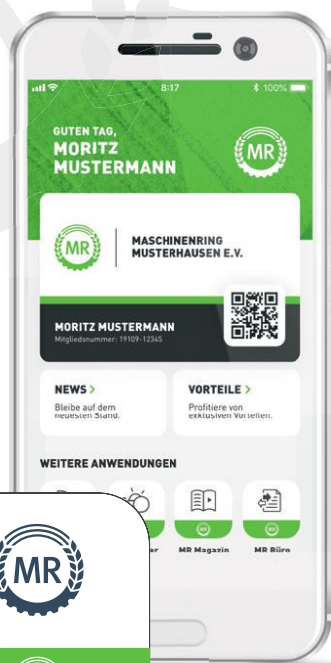 8:17
100%
GUTEN TAG,
MORITZ
MUSTERMANN
MR
MR
MASCHINENRING
MUSTERHAUSEN E.V.
MORITZ MUSTERMANN
Mitgliedsnummer: 19109-12345
NEWS >
Bleibe auf dem
neuesten Stand.
VORTEILE >
Profitiere von
exklusiven Vorteilen.
WEITERE ANWENDUNGEN
MR Magazin
MR Büro
MR